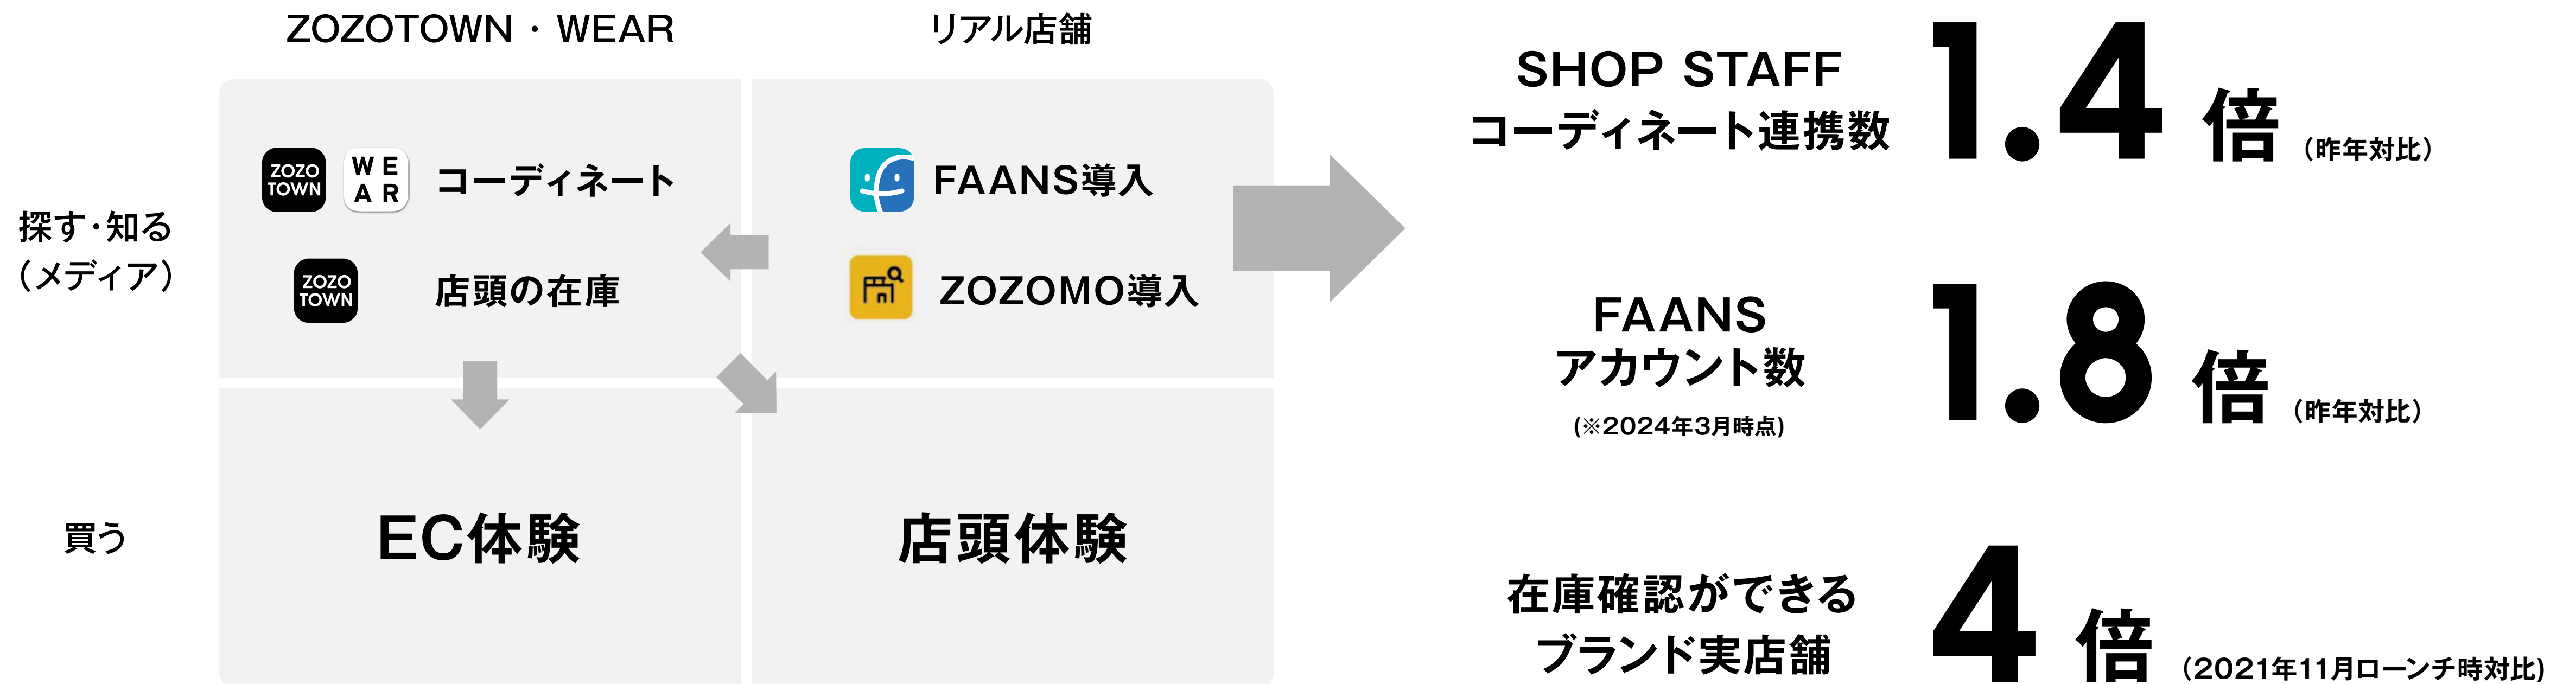 ZOZOTOWN・WEAR
リアル店舗
探す・知る
（メディア）
ZOZO
TOWN
WE
AR
コーディネート
ZOZO
TOWN
店頭の在庫
FAANS導入
ZOZOMO導入
買う
EC体験
店頭体験
SHOP STAFF
コーディネート連携数
1.4倍（昨年対比）
FAANS
アカウント数
(※2024年3月時点)
1.8倍（昨年対比）
在庫確認ができる
ブランド実店舗
4倍（2021年11月ローンチ時対比)